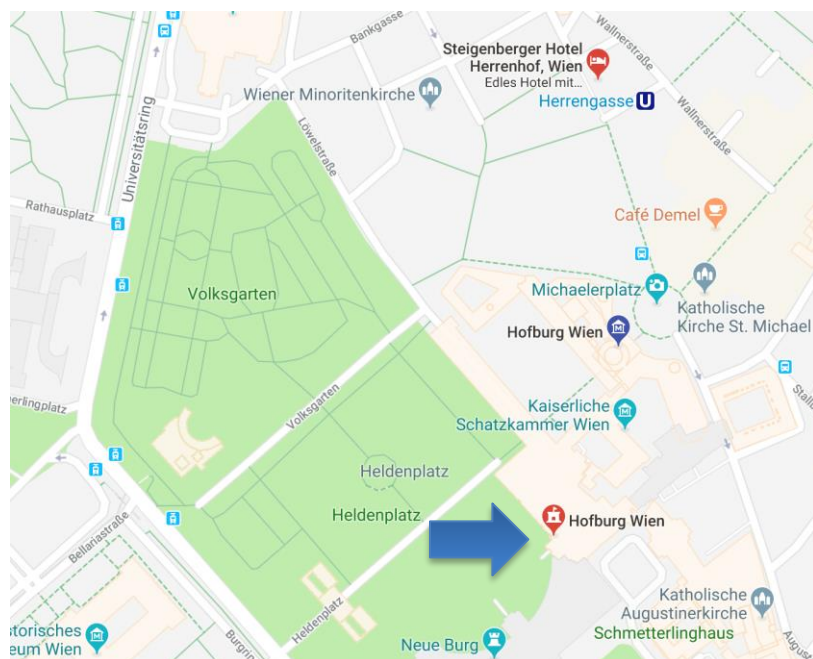 Bankgasse
Wallnerstraße
Steigenberger Hotel
Herrenhof, Wien
Edles Hotel mit...
Herrengasse U
Wiener Minoritenkirche
Löwelstraße
Wallnerstraße
Universitätsring
Rathausplatz
Café Demel
Volksgarten
Michaelerplatz
Katholische
Kirche St. Michael
Hofburg Wien
Volksgarten
Kaiserliche
Schatzkammer Wien
Heldenplatz
Heldenplatz
Hofburg Wien
Bellariastraße
Heldenplatz
Katholische
Augustinerkirche
Schmetterlinghaus
Neue Burg
storisches
eum Wien
Burgrin
August